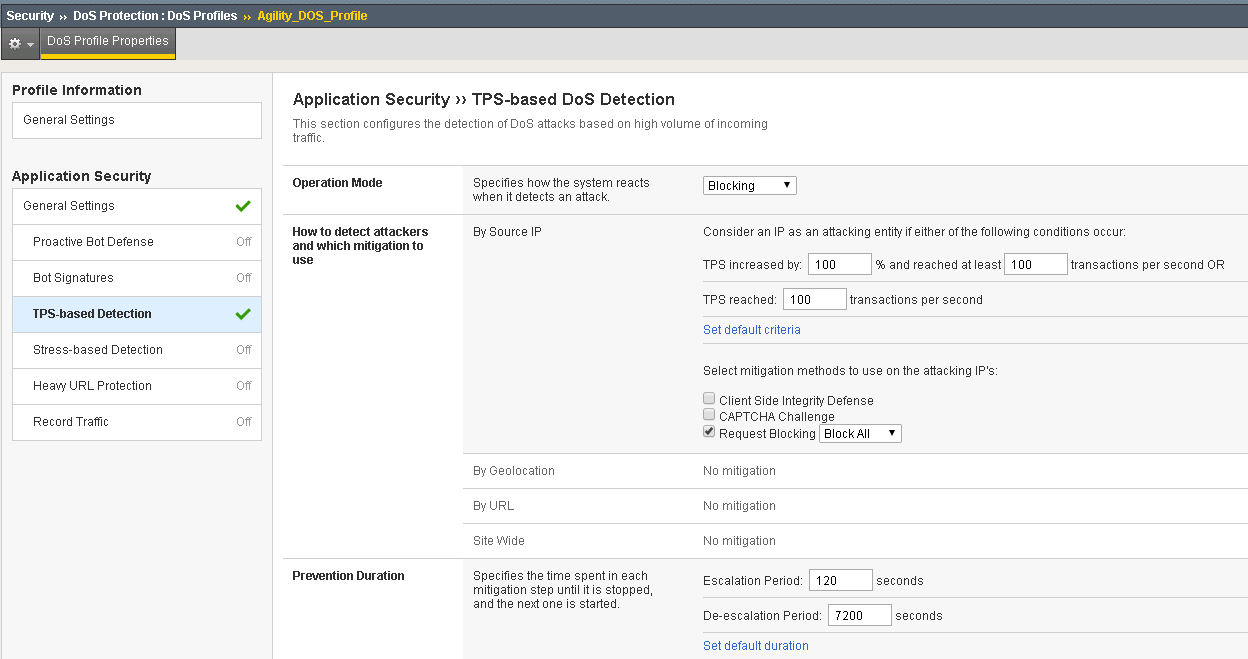 Security ›› DoS Protection : DoS Profiles ›› Agility_DOS_Profile
DoS Profile Properties
Profile Information
General Settings
Application Security
General Settings
Proactive Bot Defense Off
Bot Signatures Off
TPS-based Detection
Stress-based Detection Off
Heavy URL Protection Off
Record Traffic Off
Application Security ›› TPS-based DoS Detection
This section configures the detection of DoS attacks based on high volume of incoming
traffic.
Operation Mode
Specifies how the system reacts
when it detects an attack.
Blocking
How to detect attackers
and which mitigation to
use
By Source IP
Consider an IP as an attacking entity if either of the following conditions occur:
TPS increased by: 100 % and reached at least 100 transactions per second OR
TPS reached: 100 transactions per second
Set default criteria
Select mitigation methods to use on the attacking IP's:
Client Side Integrity Defense
CAPTCHA Challenge
Request Blocking Block All
By Geolocation No mitigation
By URL No mitigation
Site Wide No mitigation
Prevention Duration
Specifies the time spent in each
mitigation step until it is stopped,
and the next one is started.
Escalation Period: 120 seconds
De-escalation Period: 7200 seconds
Set default duration